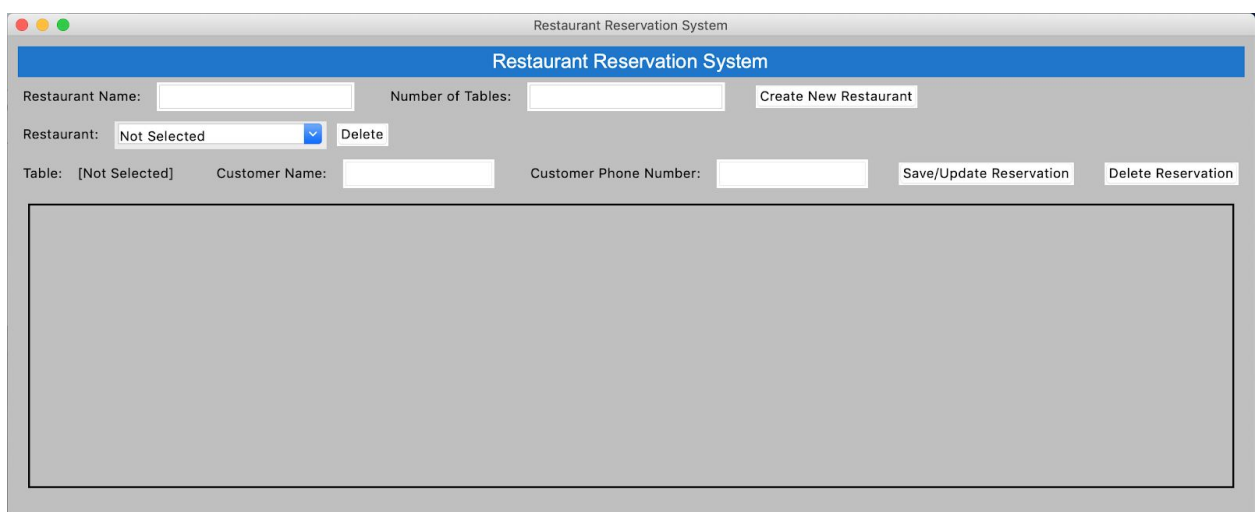 Restaurant Reservation System
Restaurant Reservation System
Restaurant Name: Number of Tables: Create New Restaurant
Restaurant: Not Selected Delete
Table: [Not Selected] Customer Name: Customer Phone Number: Save/Update Reservation Delete Reservation